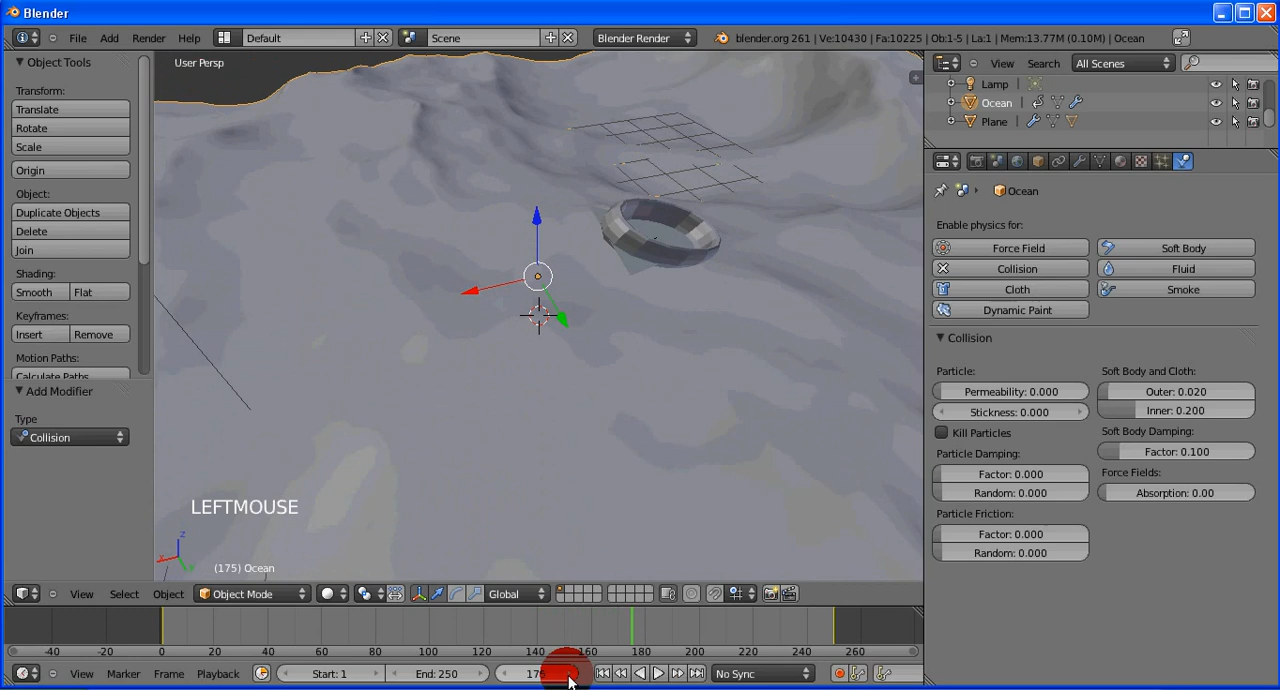 Blender
File Add Render Help Default Scene Blender Render blender.org 261 | Ve:10430 | Fa:10225 | Ob:1-5 | La:1 | Mem:13.77M (0.10M) | Ocean
Object Tools
Transform:
Translate
Rotate
Scale
Origin
Object:
Duplicate Objects
Delete
Join
Shading:
Smooth Flat
Keyframes:
Insert Remove
Motion Paths:
Calculate Paths
Add Modifier
Type
Collision
User Persp
LEFTMOUSE
z
(175) Ocean
View Select Object Object Mode Global
View Search All Scenes
Lamp
Ocean
Plane
Ocean
Enable physics for:
Force Field Soft Body
Collision Fluid
Cloth Smoke
Dynamic Paint
Collision
Particle:
Permeability: 0.000
Stickness: 0.000
Kill Particles
Particle Damping:
Factor: 0.000
Random: 0.000
Particle Friction:
Factor: 0.000
Random: 0.000
Soft Body and Cloth:
Outer: 0.020
Inner: 0.200
Soft Body Damping:
Factor: 0.100
Force Fields:
Absorption: 0.00
-40 -20 0 20 40 60 80 100 120 140 160 180 200 220 240 260
View Marker Frame Playback Start: 1 End: 250 175 No Sync